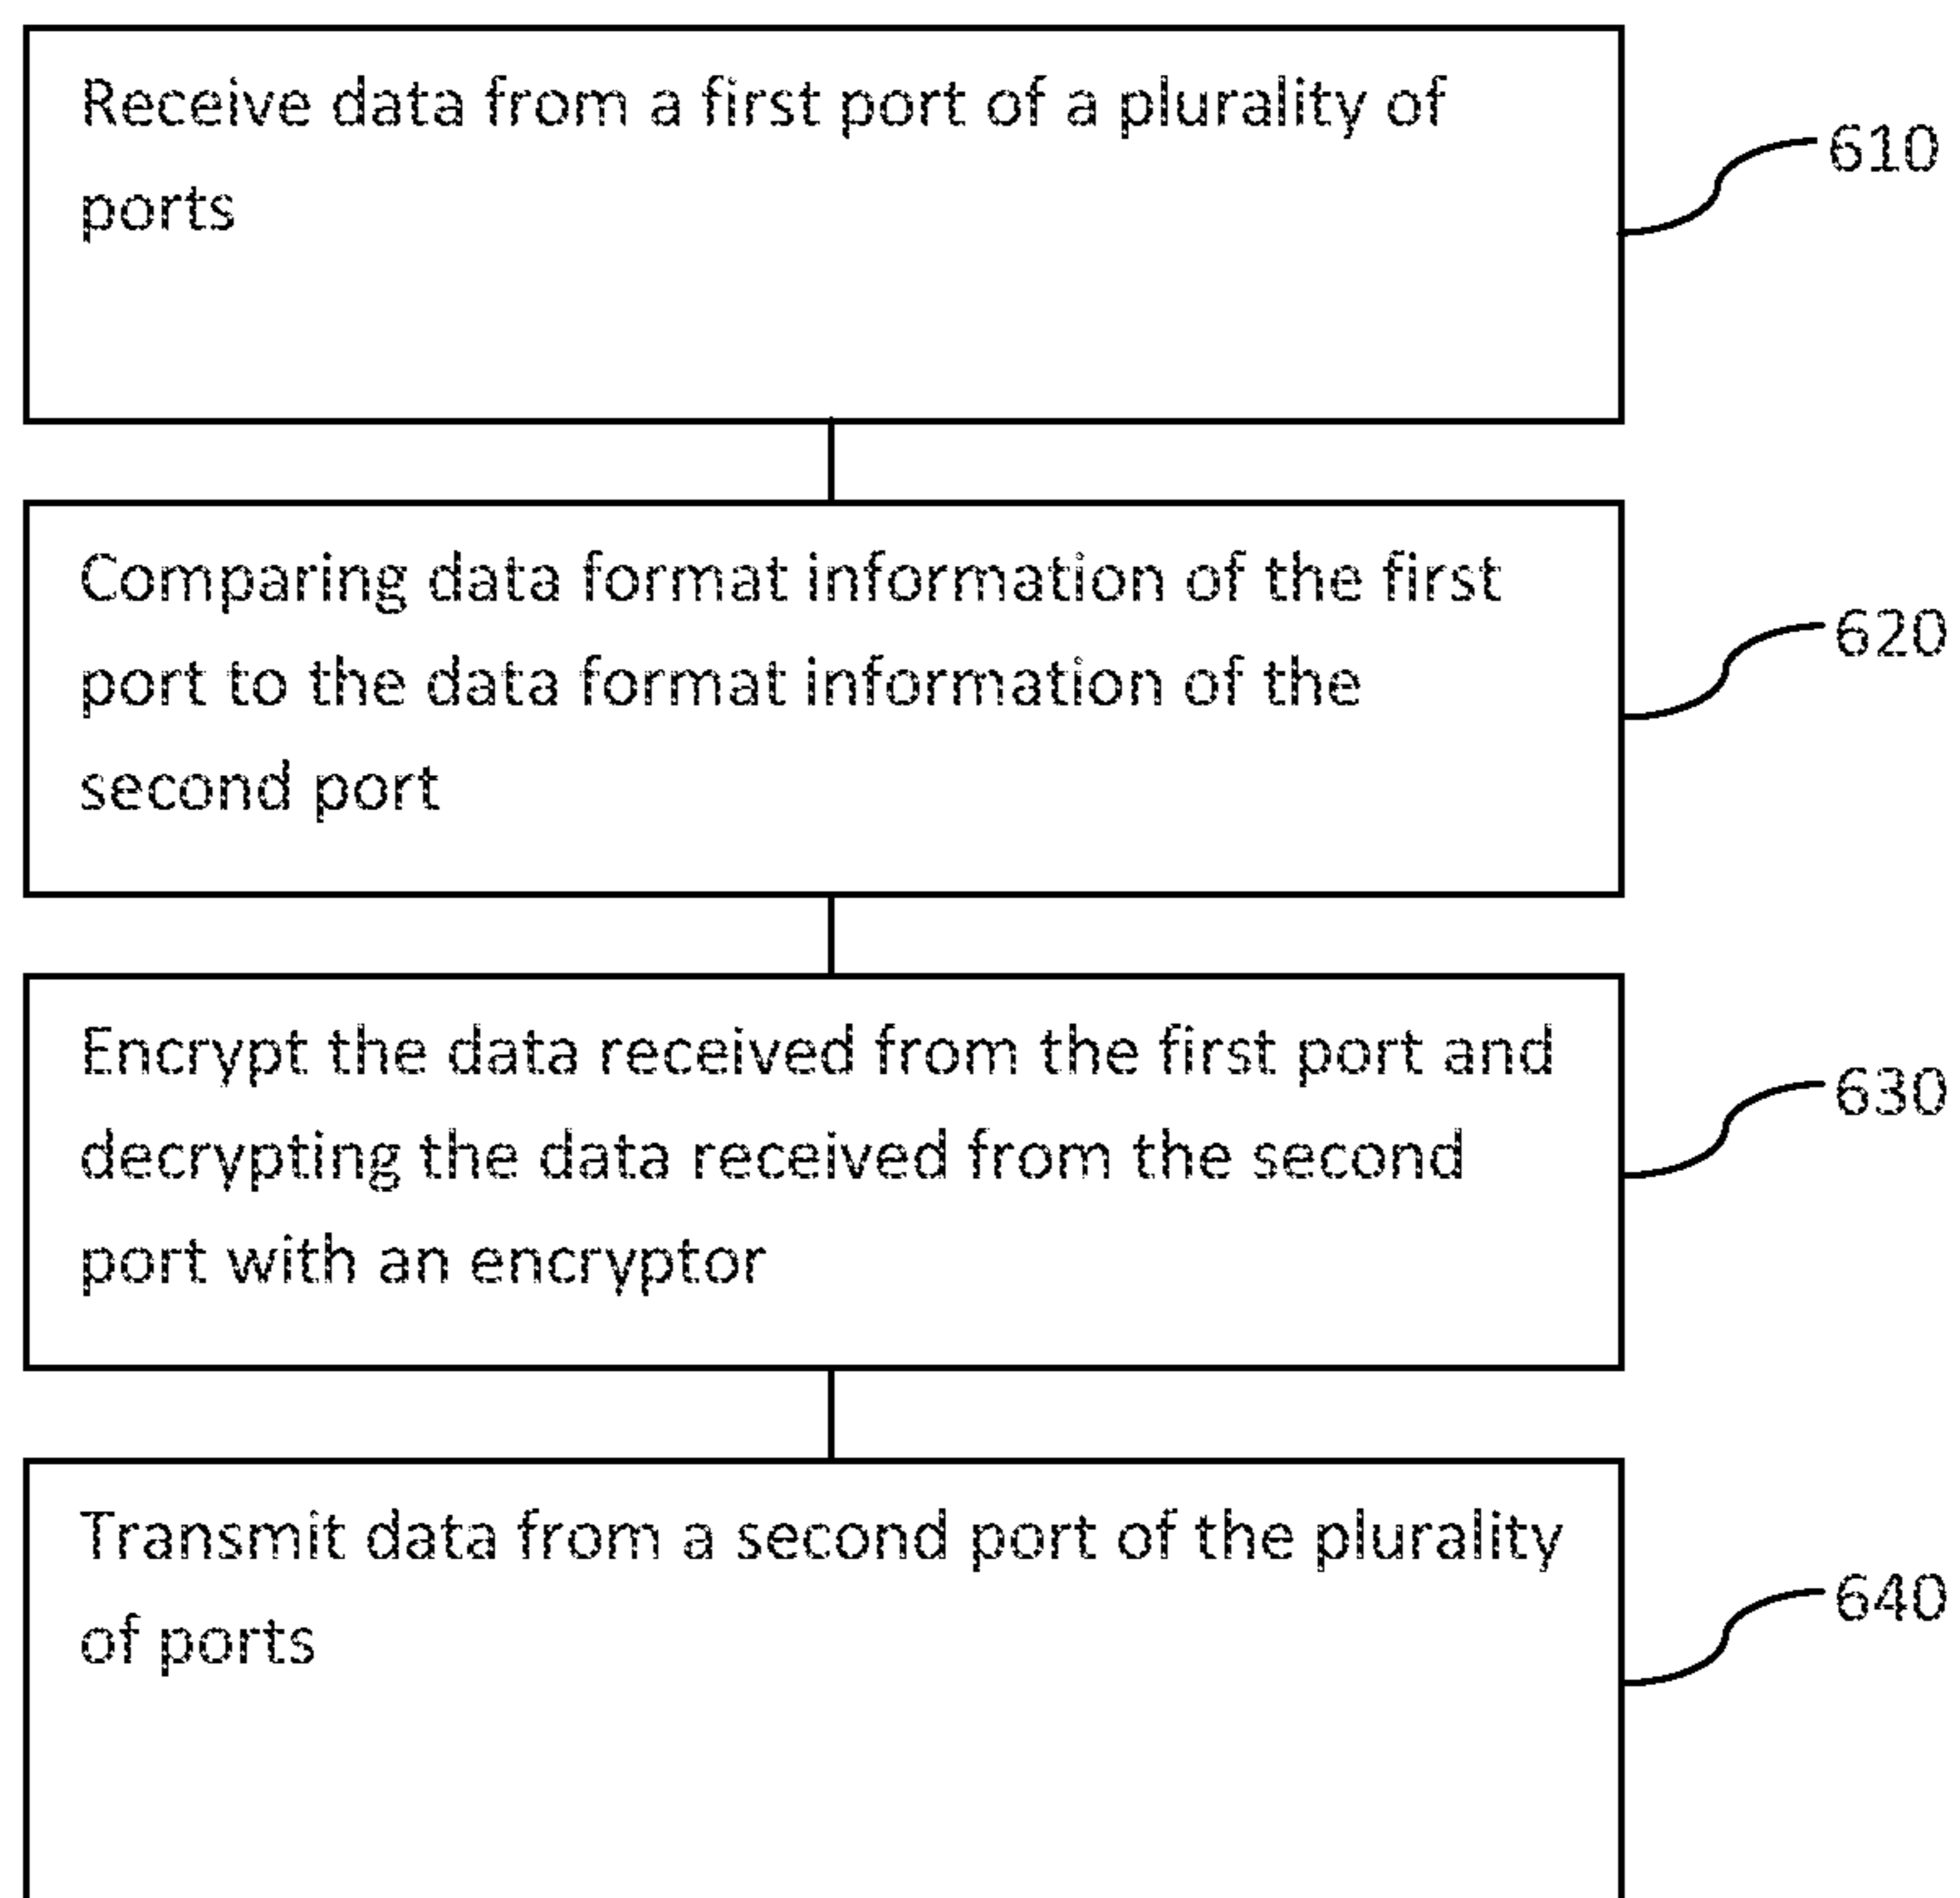 Receive data from a first port of a plurality of
ports
610
Comparing data format information of the first
port to the data format information of the
second port
620
Encrypt the data received from the first port and
decrypting the data received from the second
port with an encryptor
630
Transmit data from a second port of the plurality
of ports
640